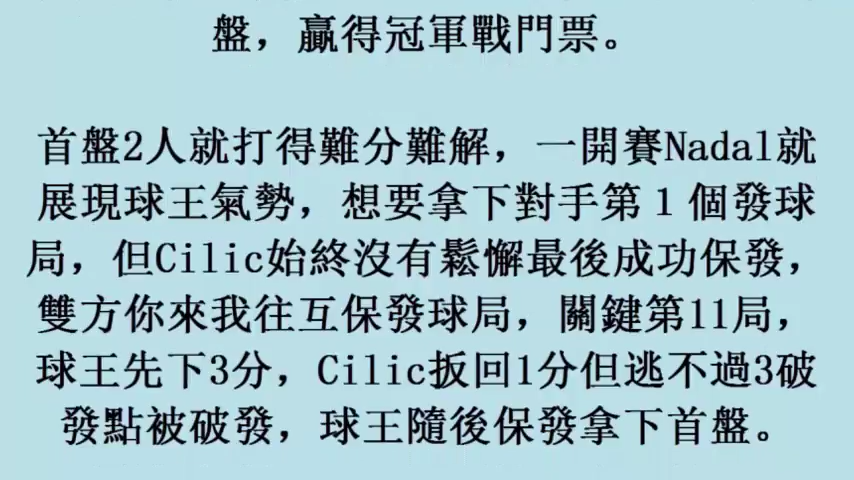 盤，贏得冠軍戰門票。
首盤2人就打得難分難解，一開賽Nadal就
展現球王氣勢，想要拿下對手第１個發球
局，但Cilic始終沒有鬆懈最後成功保發，
雙方你來我往互保發球局，關鍵第11局，
球王先下3分，Cilic扳回1分但逃不過3破
發點被破發，球王隨後保發拿下首盤。